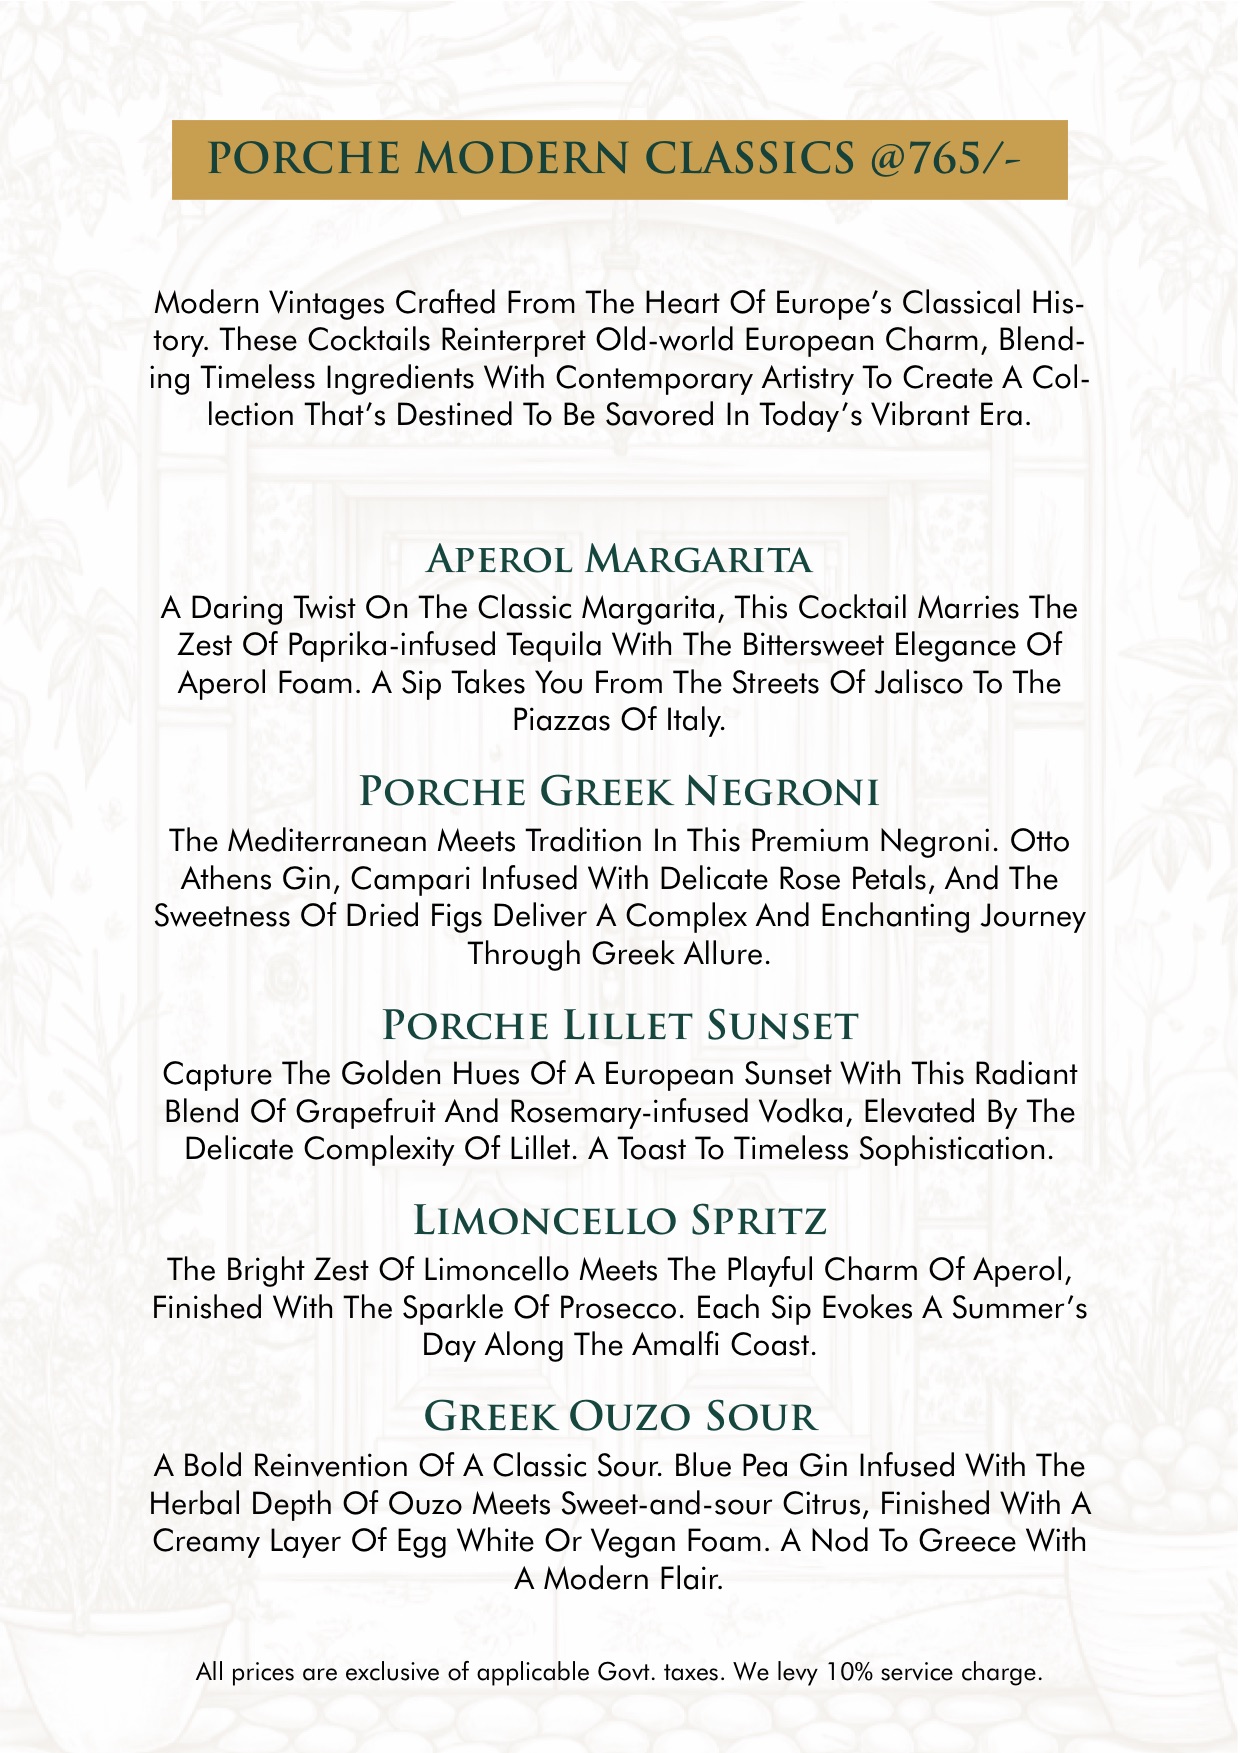 PORCHE MODERN CLASSICS @765/-
Modern Vintages Crafted From The Heart Of Europe’s Classical His-
tory. These Cocktails Reinterpret Old-world European Charm, Blend-
ing Timeless Ingredients With Contemporary Artistry To Create A Col-
lection That’s Destined To Be Savored In Today’s Vibrant Era.
Aperol Margarita
A Daring Twist On The Classic Margarita, This Cocktail Marries The
Zest Of Paprika-infused Tequila With The Bittersweet Elegance Of
Aperol Foam. A Sip Takes You From The Streets Of Jalisco To The
Piazzas Of Italy.
Porche Greek Negroni
The Mediterranean Meets Tradition In This Premium Negroni. Otto
Athens Gin, Campari Infused With Delicate Rose Petals, And The
Sweetness Of Dried Figs Deliver A Complex And Enchanting Journey
Through Greek Allure.
Porche Lillet Sunset
Capture The Golden Hues Of A European Sunset With This Radiant
Blend Of Grapefruit And Rosemary-infused Vodka, Elevated By The
Delicate Complexity Of Lillet. A Toast To Timeless Sophistication.
Limoncello Spritz
The Bright Zest Of Limoncello Meets The Playful Charm Of Aperol,
Finished With The Sparkle Of Prosecco. Each Sip Evokes A Summer’s
Day Along The Amalfi Coast.
Greek Ouzo Sour
A Bold Reinvention Of A Classic Sour. Blue Pea Gin Infused With The
Herbal Depth Of Ouzo Meets Sweet-and-sour Citrus, Finished With A
Creamy Layer Of Egg White Or Vegan Foam. A Nod To Greece With
A Modern Flair.
All prices are exclusive of applicable Govt. taxes. We levy 10% service charge.